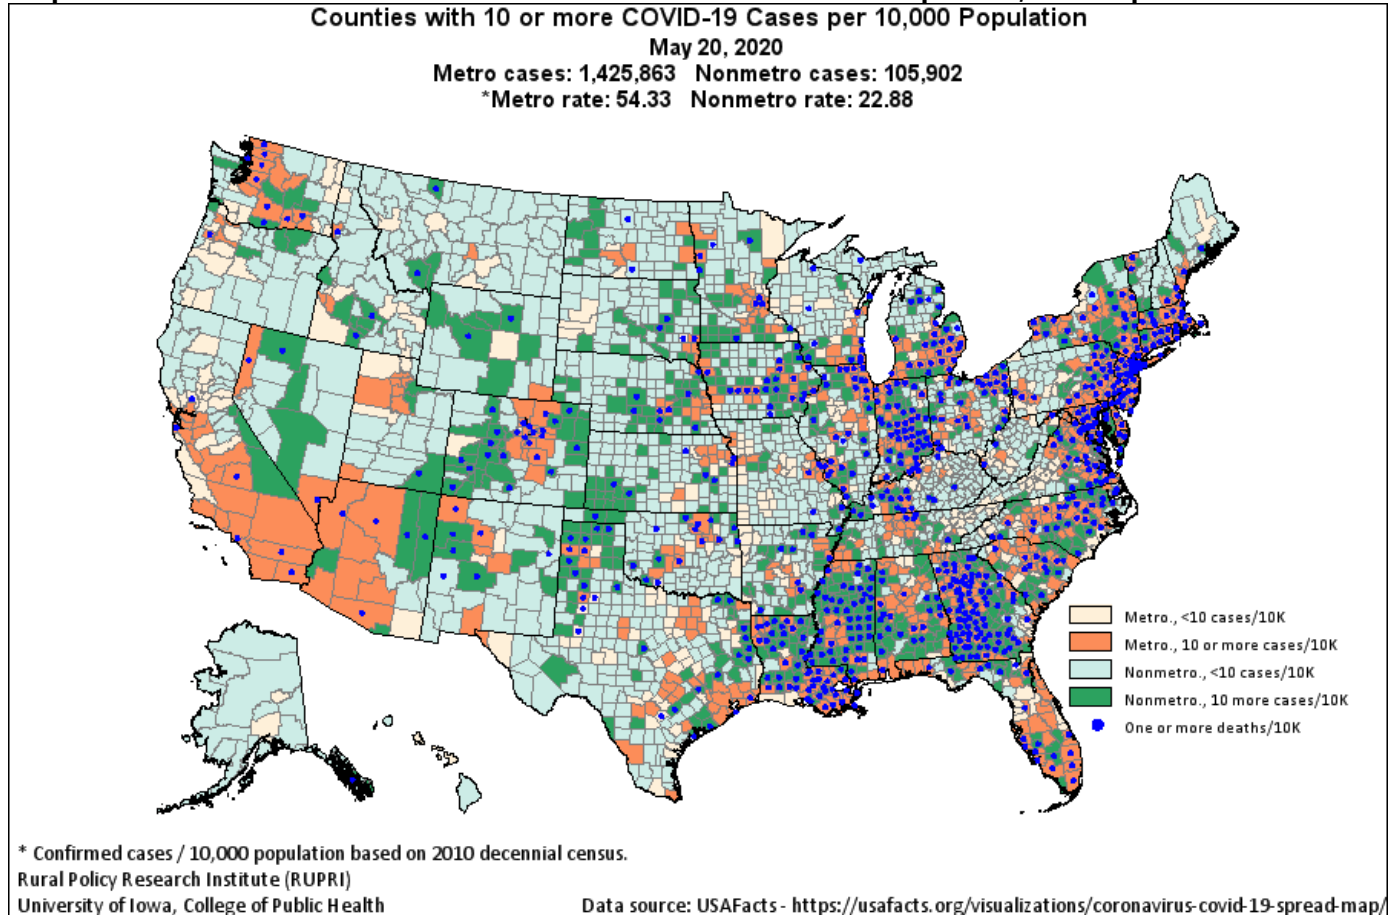 Counties with 10 or more COVID-19 Cases per 10,000 Population
May 20, 2020
Metro cases: 1,425,863 Nonmetro cases: 105,902
*Metro rate: 54.33 Nonmetro rate: 22.88
Metro., <10 cases/10K
Metro., 10 or more cases/10K
Nonmetro., <10 cases/10K
Nonmetro., 10 more cases/10K
One or more deaths/10K
* Confirmed cases / 10,000 population based on 2010 decennial census.
Rural Policy Research Institute (RUPRI)
University of Iowa, College of Public Health
Data source: USAFacts - https://usafacts.org/visualizations/coronavirus-covid-19-spread-map/